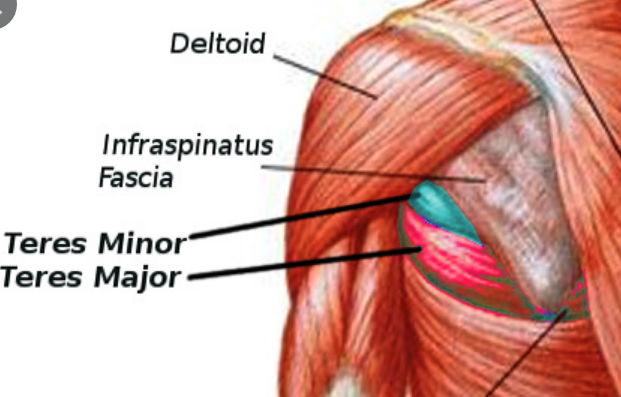 Deltoid
Infraspinatus
Fascia
Teres Minor
Teres Major